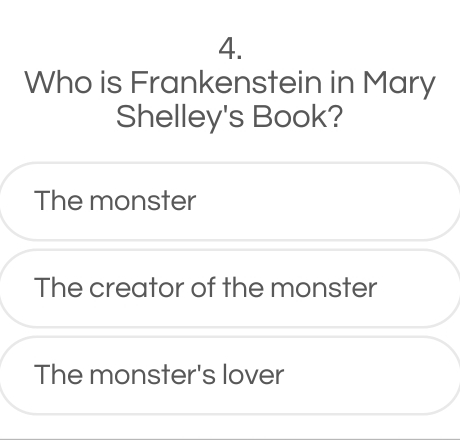 4.
Who is Frankenstein in Mary
Shelley's Book?
The monster
The creator of the monster
The monster's lover